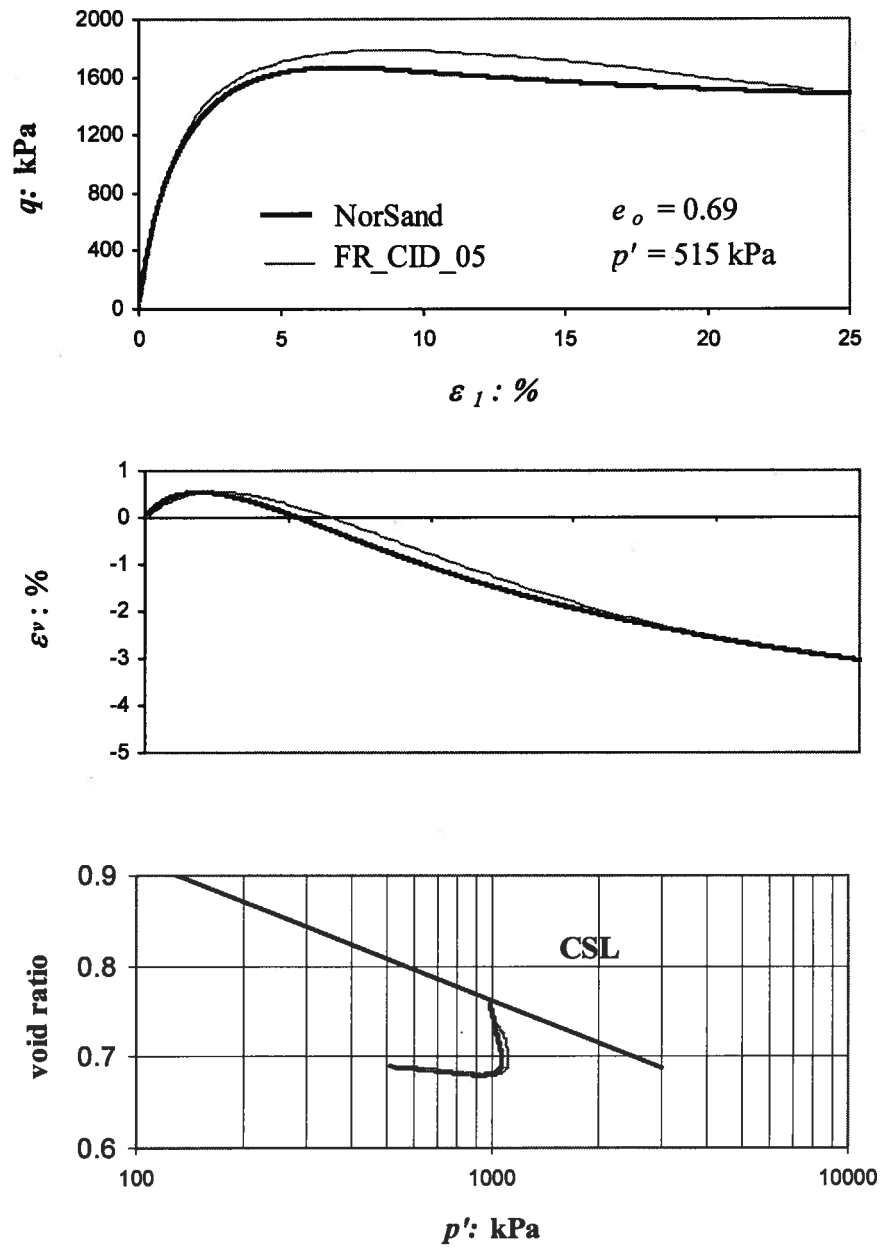 2000
1600
1200
800
400
0
q: kPa
NorSand
FR_CID_05
e o = 0.69
p' = 515 kPa
0 5 10 15 20 25
ε 1 : %
1
0
-1
-2
-3
-4
-5
εv: %
0.9
0.8
0.7
0.6
void ratio
CSL
100 1000 10000
p': kPa